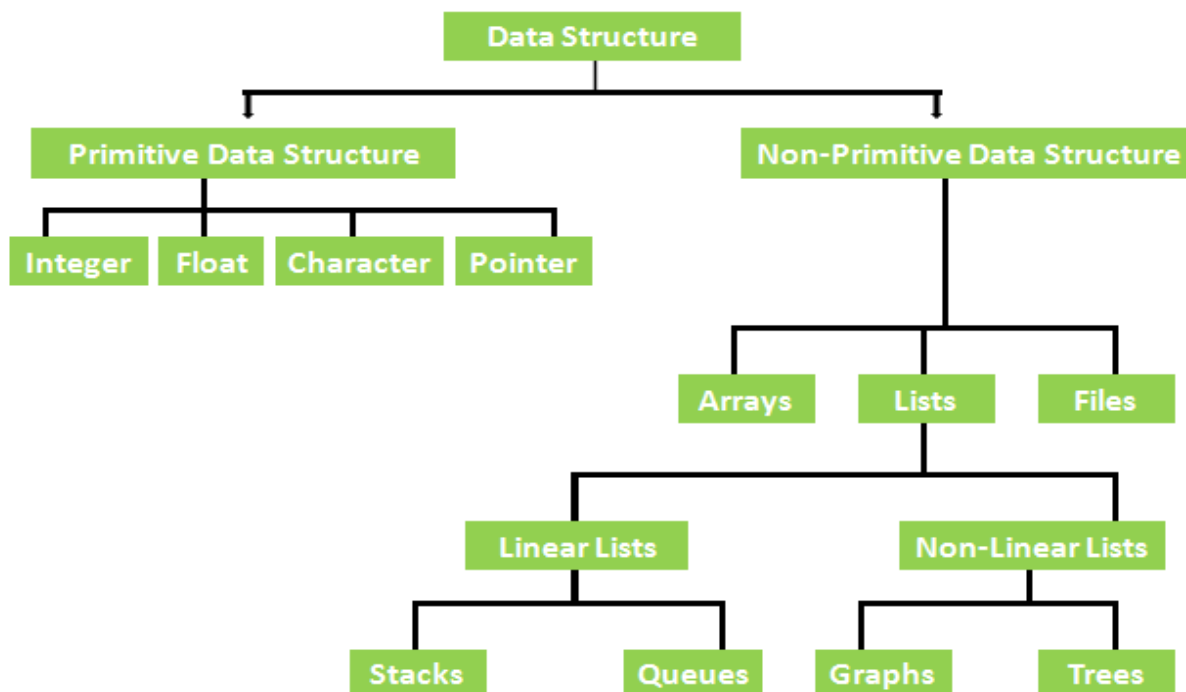 Data Structure
Primitive Data Structure
Non-Primitive Data Structure
Integer
Float
Character
Pointer
Arrays
Lists
Files
Linear Lists
Non-Linear Lists
Stacks
Queues
Graphs
Trees